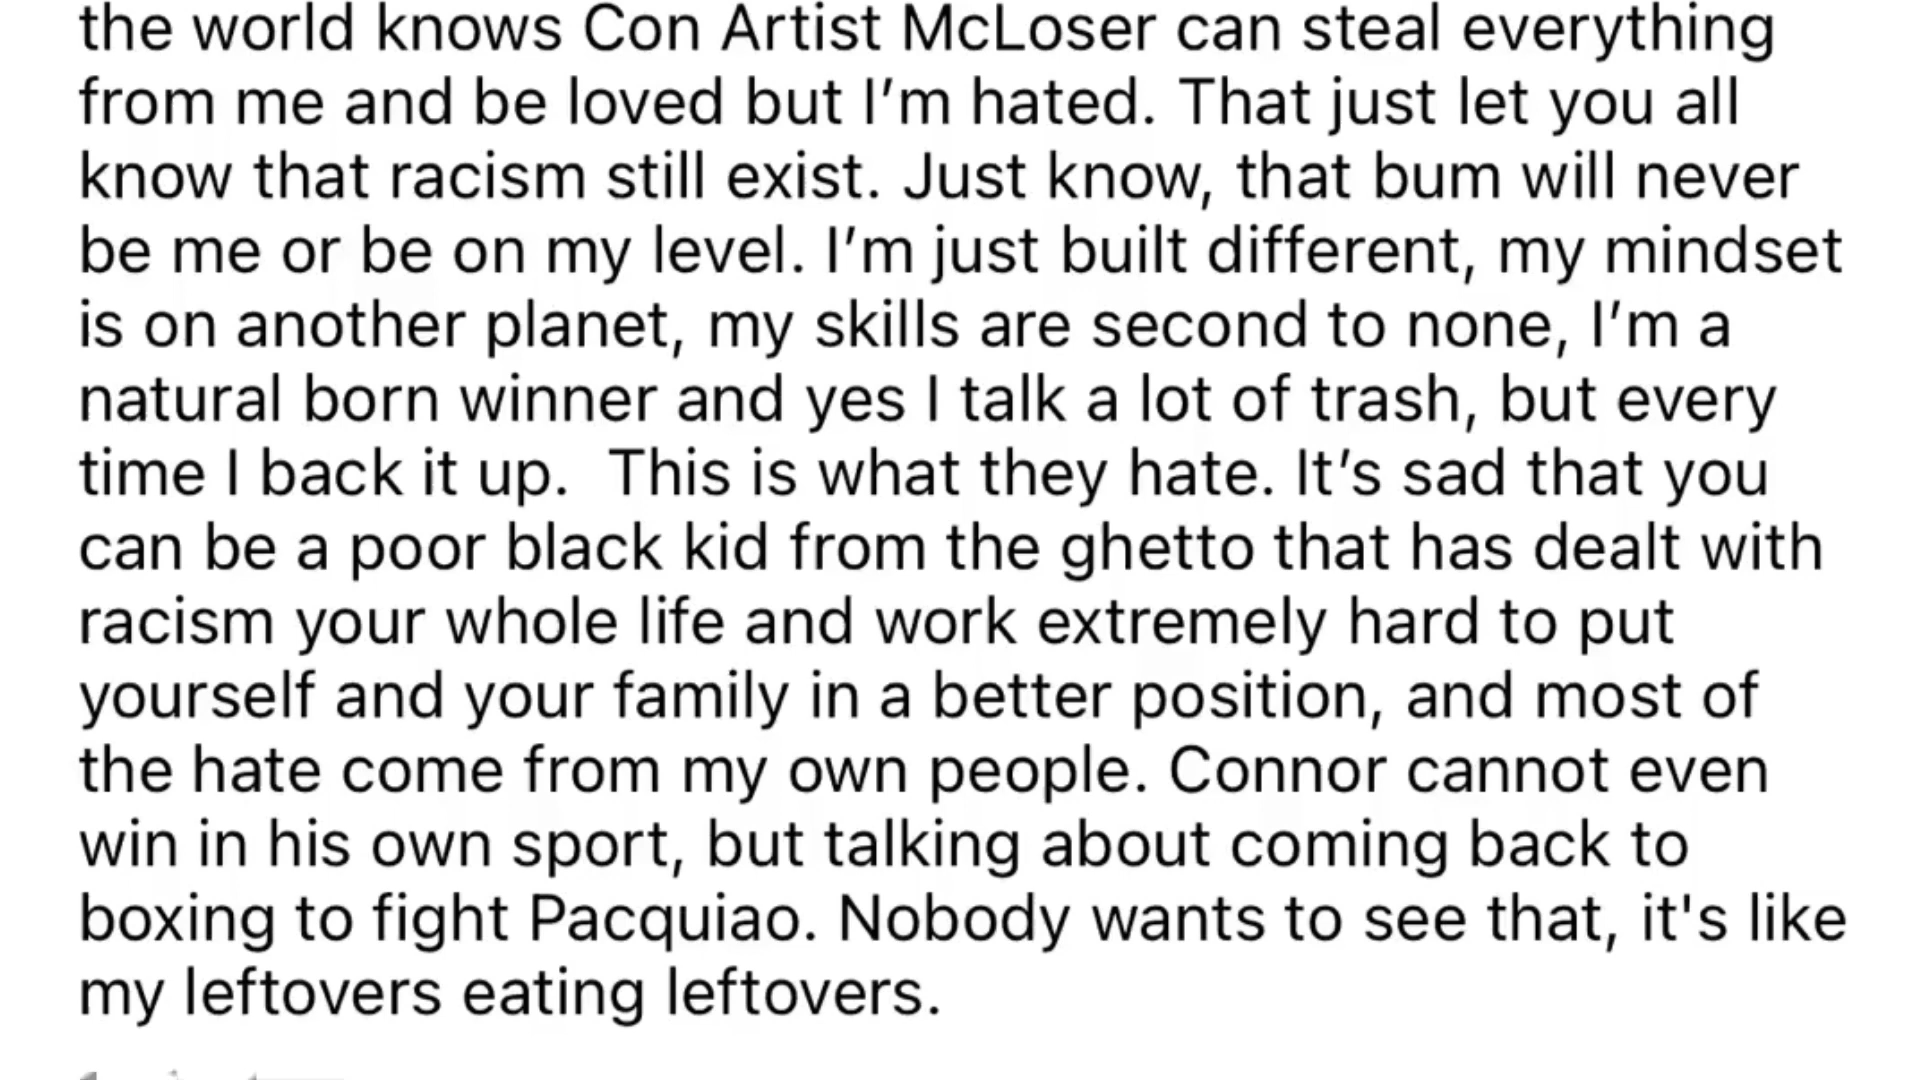 the world knows Con Artist McLoser can steal everything
from me and be loved but I’m hated. That just let you all
know that racism still exist. Just know, that bum will never
be me or be on my level. I’m just built different, my mindset
is on another planet, my skills are second to none, I’m a
natural born winner and yes I talk a lot of trash, but every
time I back it up.  This is what they hate. It’s sad that you
can be a poor black kid from the ghetto that has dealt with
racism your whole life and work extremely hard to put
yourself and your family in a better position, and most of
the hate come from my own people. Connor cannot even
win in his own sport, but talking about coming back to
boxing to fight Pacquiao. Nobody wants to see that, it's like
my leftovers eating leftovers.